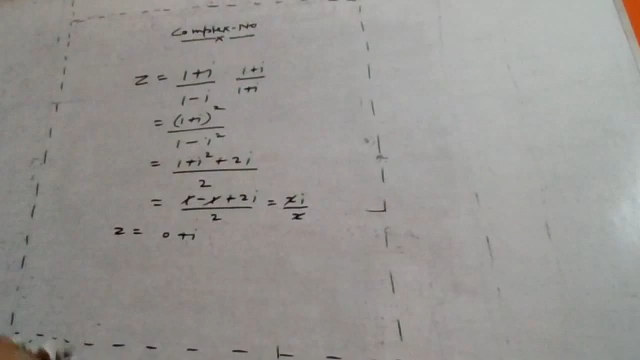 Complex-No
z = 1+i/1-i 1+i/1+i
= (1+i)²/1-i²
= 1+i²+2i/2
= 1-1+2i/2 = 2i/2
z = 0+i